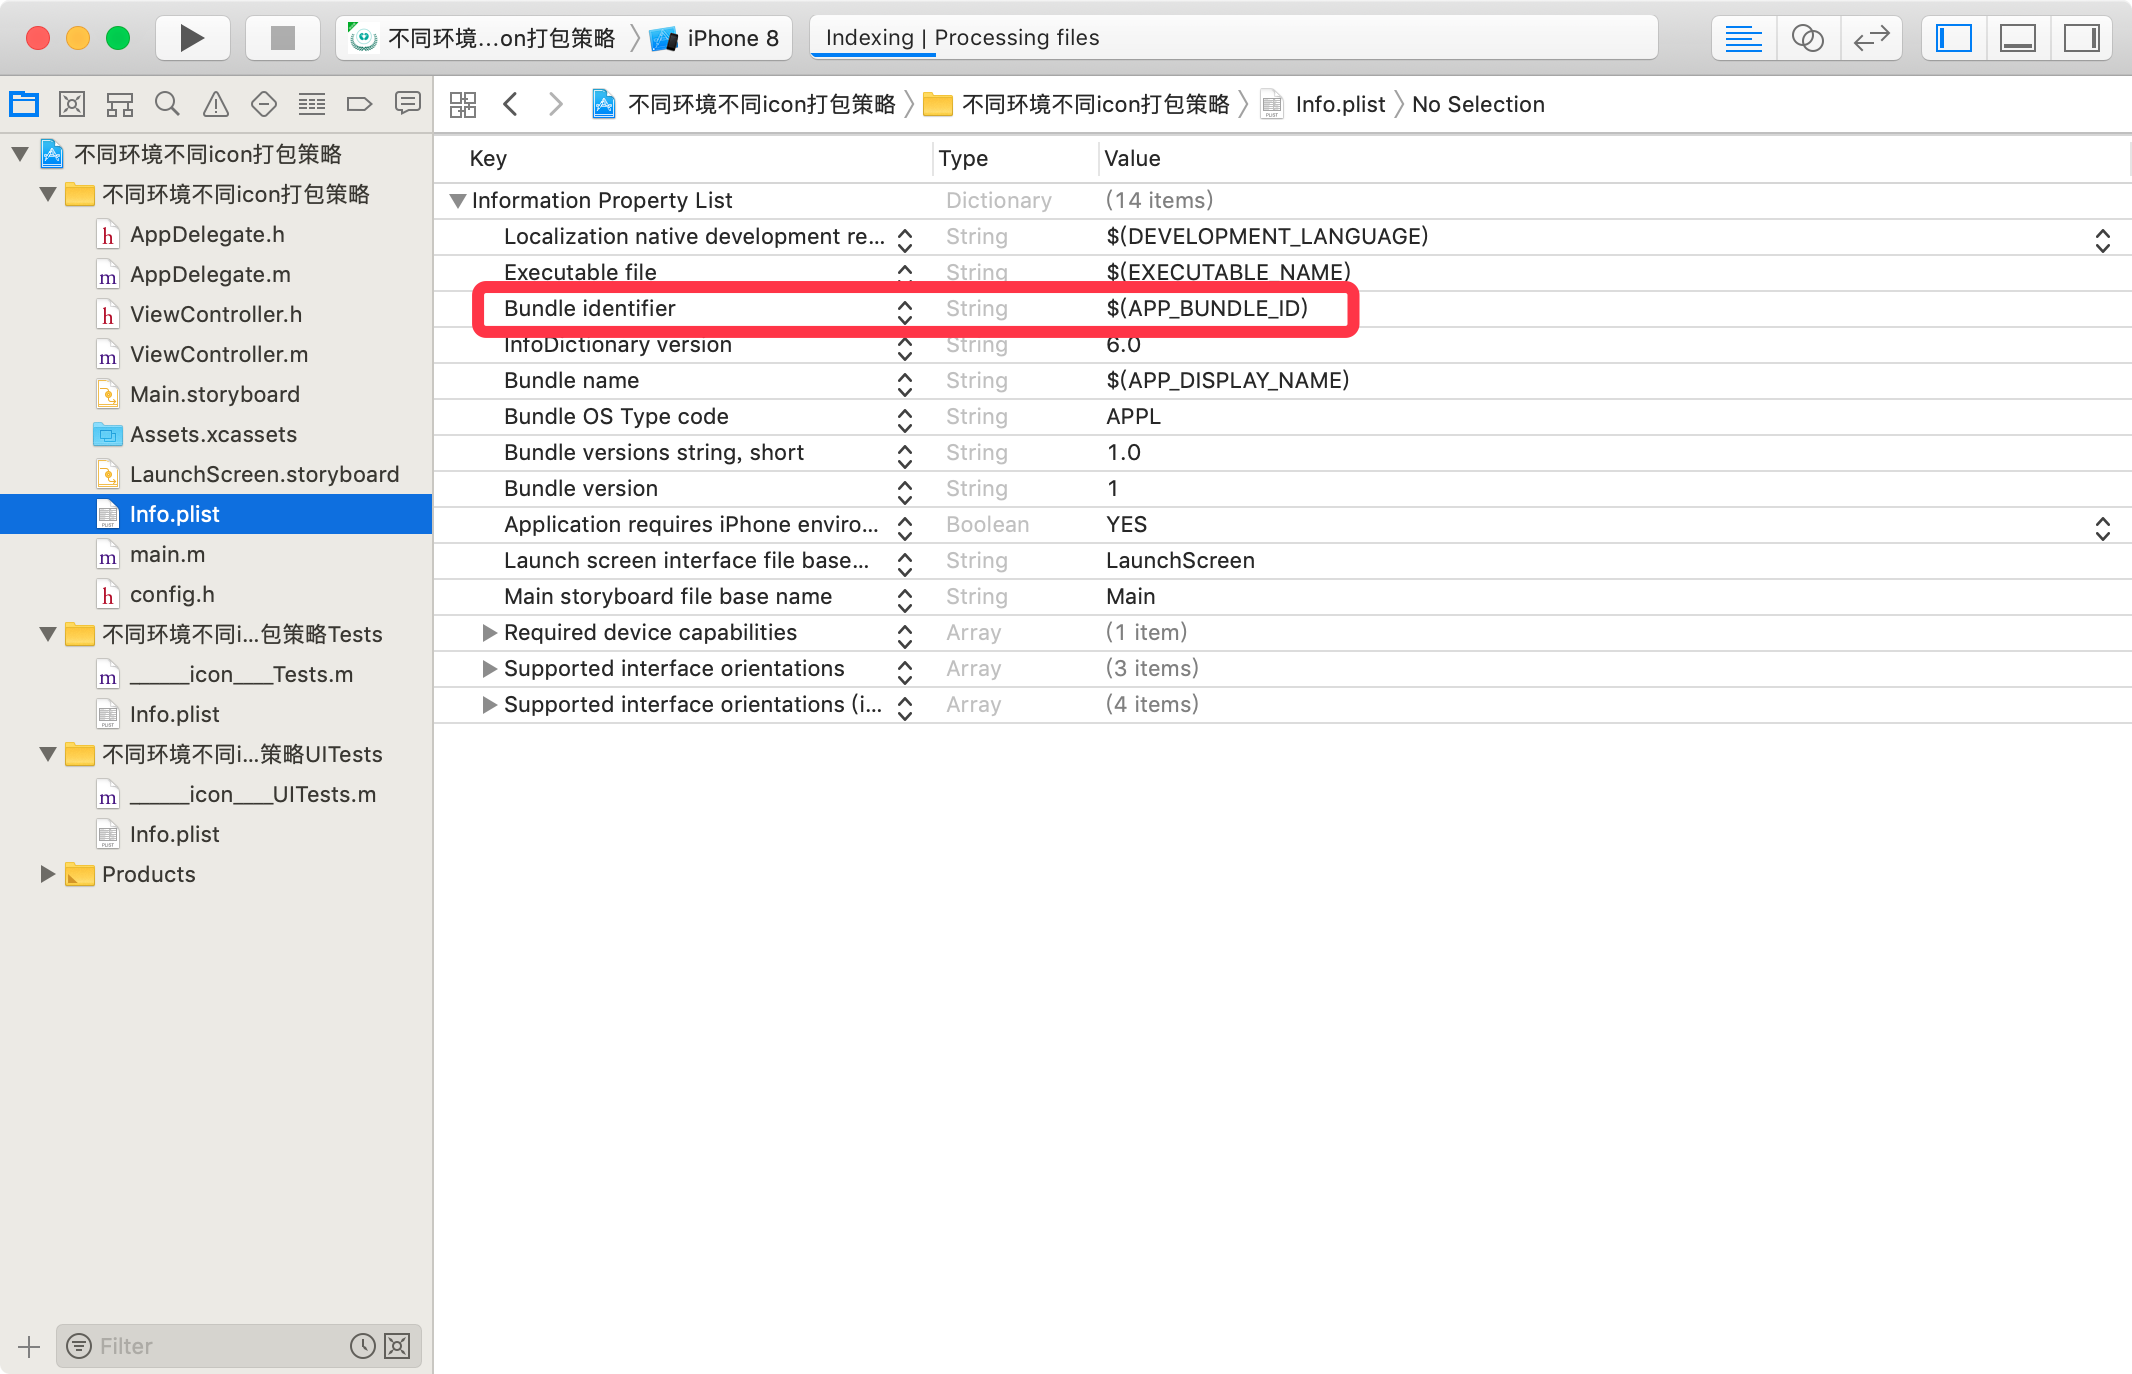 不同环境...on打包策略 iPhone 8 Indexing | Processing files
不同环境不同icon打包策略 不同环境不同icon打包策略 Info.plist No Selection
不同环境不同icon打包策略
不同环境不同icon打包策略
AppDelegate.h
AppDelegate.m
ViewController.h
ViewController.m
Main.storyboard
Assets.xcassets
LaunchScreen.storyboard
Info.plist
main.m
config.h
不同环境不同i...包策略Tests
______icon____Tests.m
Info.plist
不同环境不同i...策略UITests
______icon____UITests.m
Info.plist
Products
Filter
Key Type Value
Information Property List Dictionary (14 items)
Localization native development re... String $(DEVELOPMENT_LANGUAGE)
Executable file String $(EXECUTABLE_NAME)
Bundle identifier String $(APP_BUNDLE_ID)
InfoDictionary version String 6.0
Bundle name String $(APP_DISPLAY_NAME)
Bundle OS Type code String APPL
Bundle versions string, short String 1.0
Bundle version String 1
Application requires iPhone enviro... Boolean YES
Launch screen interface file base... String LaunchScreen
Main storyboard file base name String Main
Required device capabilities Array (1 item)
Supported interface orientations Array (3 items)
Supported interface orientations (i... Array (4 items)